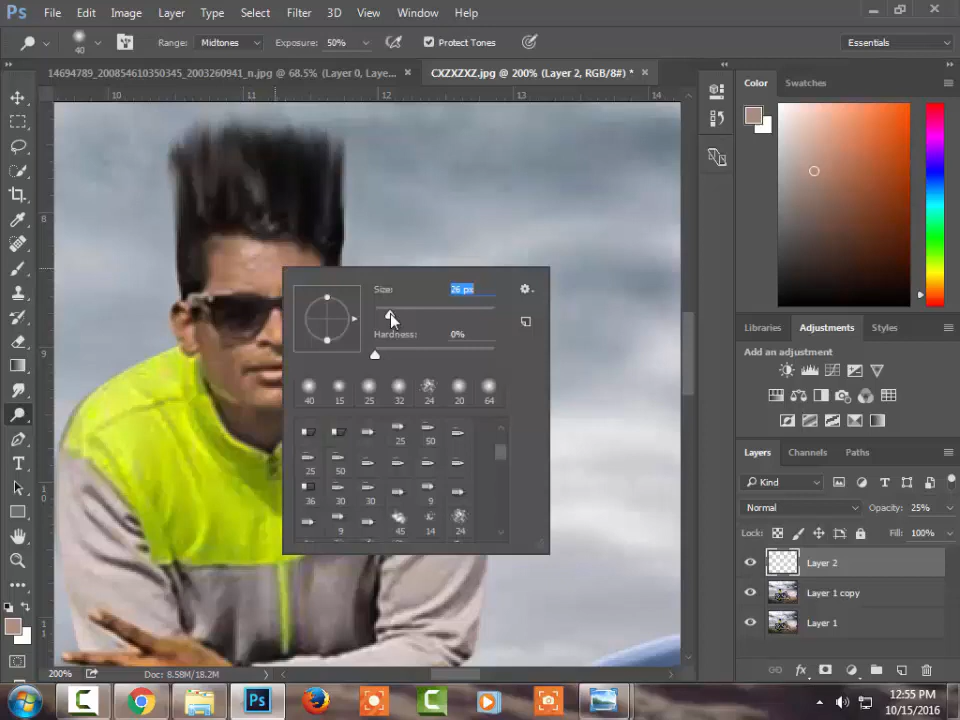 Ps File Edit Image Layer Type Select Filter 3D View Window Help
40 Range: Midtones Exposure: 50% Protect Tones Essentials
14694789_200854610350345_2003260941_n.jpg @ 68.5% (Layer 0, Laye... × CXZXZXZ.jpg @ 200% (Layer 2, RGB/8#) * × Color Swatches
10 11 12 13 14
8
9
1
0
1
1
Size: 26 px
Hardness: 0%
40 15 25 32 24 20 64
25 50
25 50
36 30 30 9
9 45 14 24
Libraries Adjustments Styles
Add an adjustment
Layers Channels Paths
Kind
Normal Opacity: 25%
Lock: Fill: 100%
Layer 2
Layer 1 copy
Layer 1
T
200% Doc: 8.58M/18.2M
fx
Ps
12:55 PM
10/15/2016